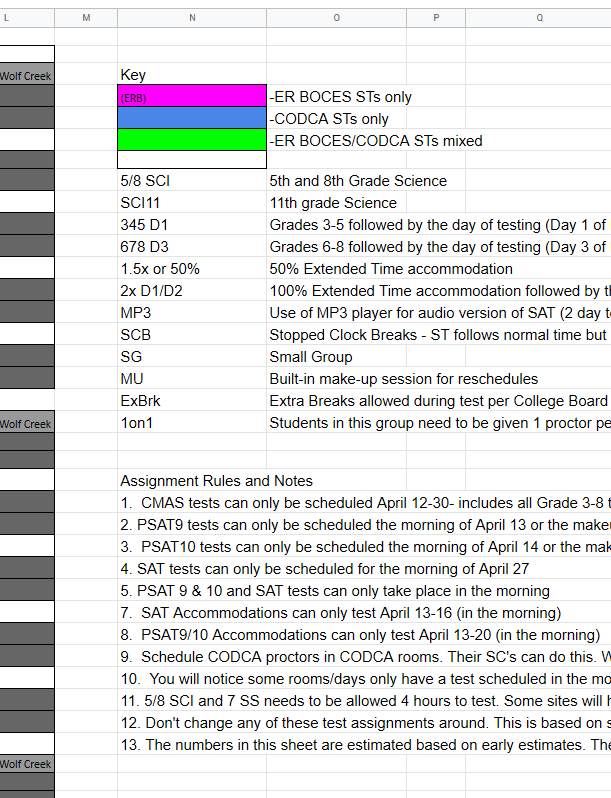 L M N O P Q
Wolf Creek Key
(ERB) -ER BOCES STs only
-CODCA STs only
-ER BOCES/CODCA STs mixed
5/8 SCI 5th and 8th Grade Science
SCI11 11th grade Science
345 D1 Grades 3-5 followed by the day of testing (Day 1 of
678 D3 Grades 6-8 followed by the day of testing (Day 3 of
1.5x or 50% 50% Extended Time accommodation
2x D1/D2 100% Extended Time accommodation followed by th
MP3 Use of MP3 player for audio version of SAT (2 day t
SCB Stopped Clock Breaks - ST follows normal time but
SG Small Group
MU Built-in make-up session for reschedules
ExBrk Extra Breaks allowed during test per College Board
Wolf Creek 1on1 Students in this group need to be given 1 proctor pe
Assignment Rules and Notes
1. CMAS tests can only be scheduled April 12-30- includes all Grade 3-8 t
2. PSAT9 tests can only be scheduled the morning of April 13 or the make
3. PSAT10 tests can only be scheduled the morning of April 14 or the mak
4. SAT tests can only be scheduled for the morning of April 27
5. PSAT 9 & 10 and SAT tests can only take place in the morning
7. SAT Accommodations can only test April 13-16 (in the morning)
8. PSAT9/10 Accommodations can only test April 13-20 (in the morning)
9. Schedule CODCA proctors in CODCA rooms. Their SC's can do this. W
10. You will notice some rooms/days only have a test scheduled in the mo
11. 5/8 SCI and 7 SS needs to be allowed 4 hours to test. Some sites will h
12. Don't change any of these test assignments around. This is based on s
13. The numbers in this sheet are estimated based on early estimates. The
Wolf Creek